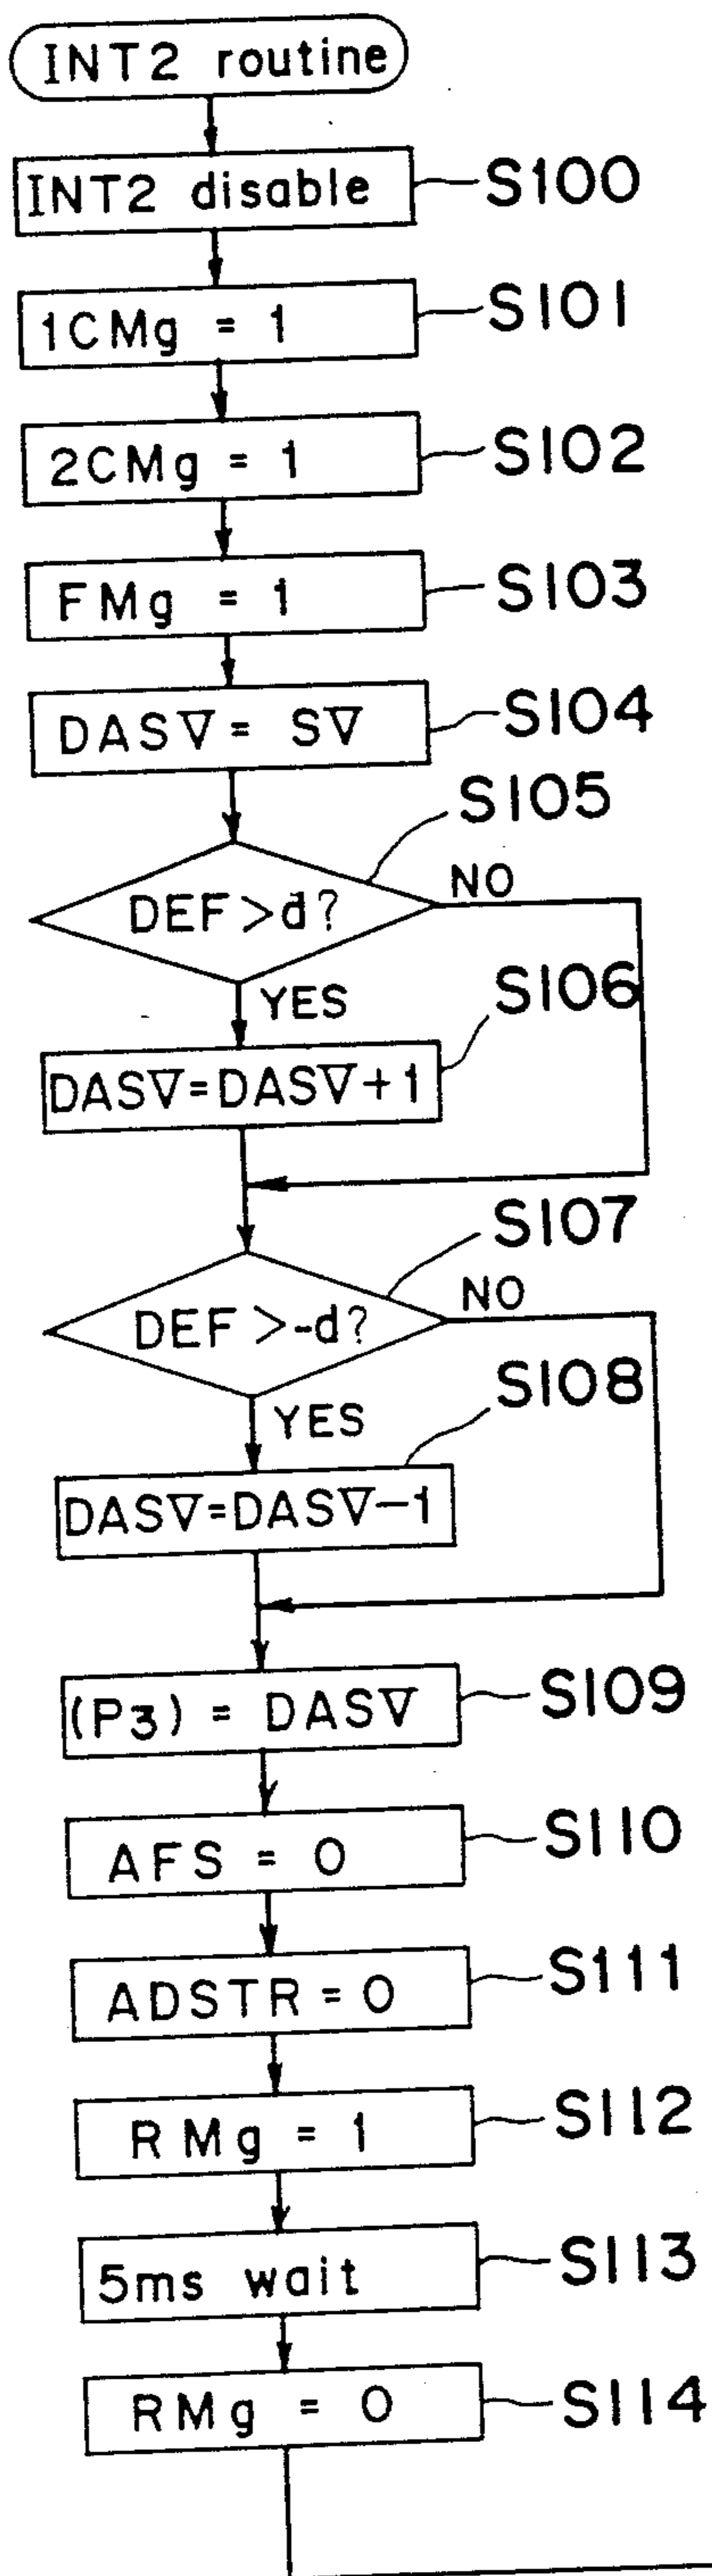 INT2 routine
INT2 disable S100
1CMg = 1 S101
2CMg = 1 S102
FMg = 1 S103
DASV = SV S104
S105
DEF > d? NO
YES S106
DASV = DASV + 1
S107
DEF > -d? NO
YES S108
DASV = DASV - 1
(P3) = DASV S109
AFS = 0 S110
ADSTR = 0 S111
RMg = 1 S112
5ms wait S113
RMg = 0 S114